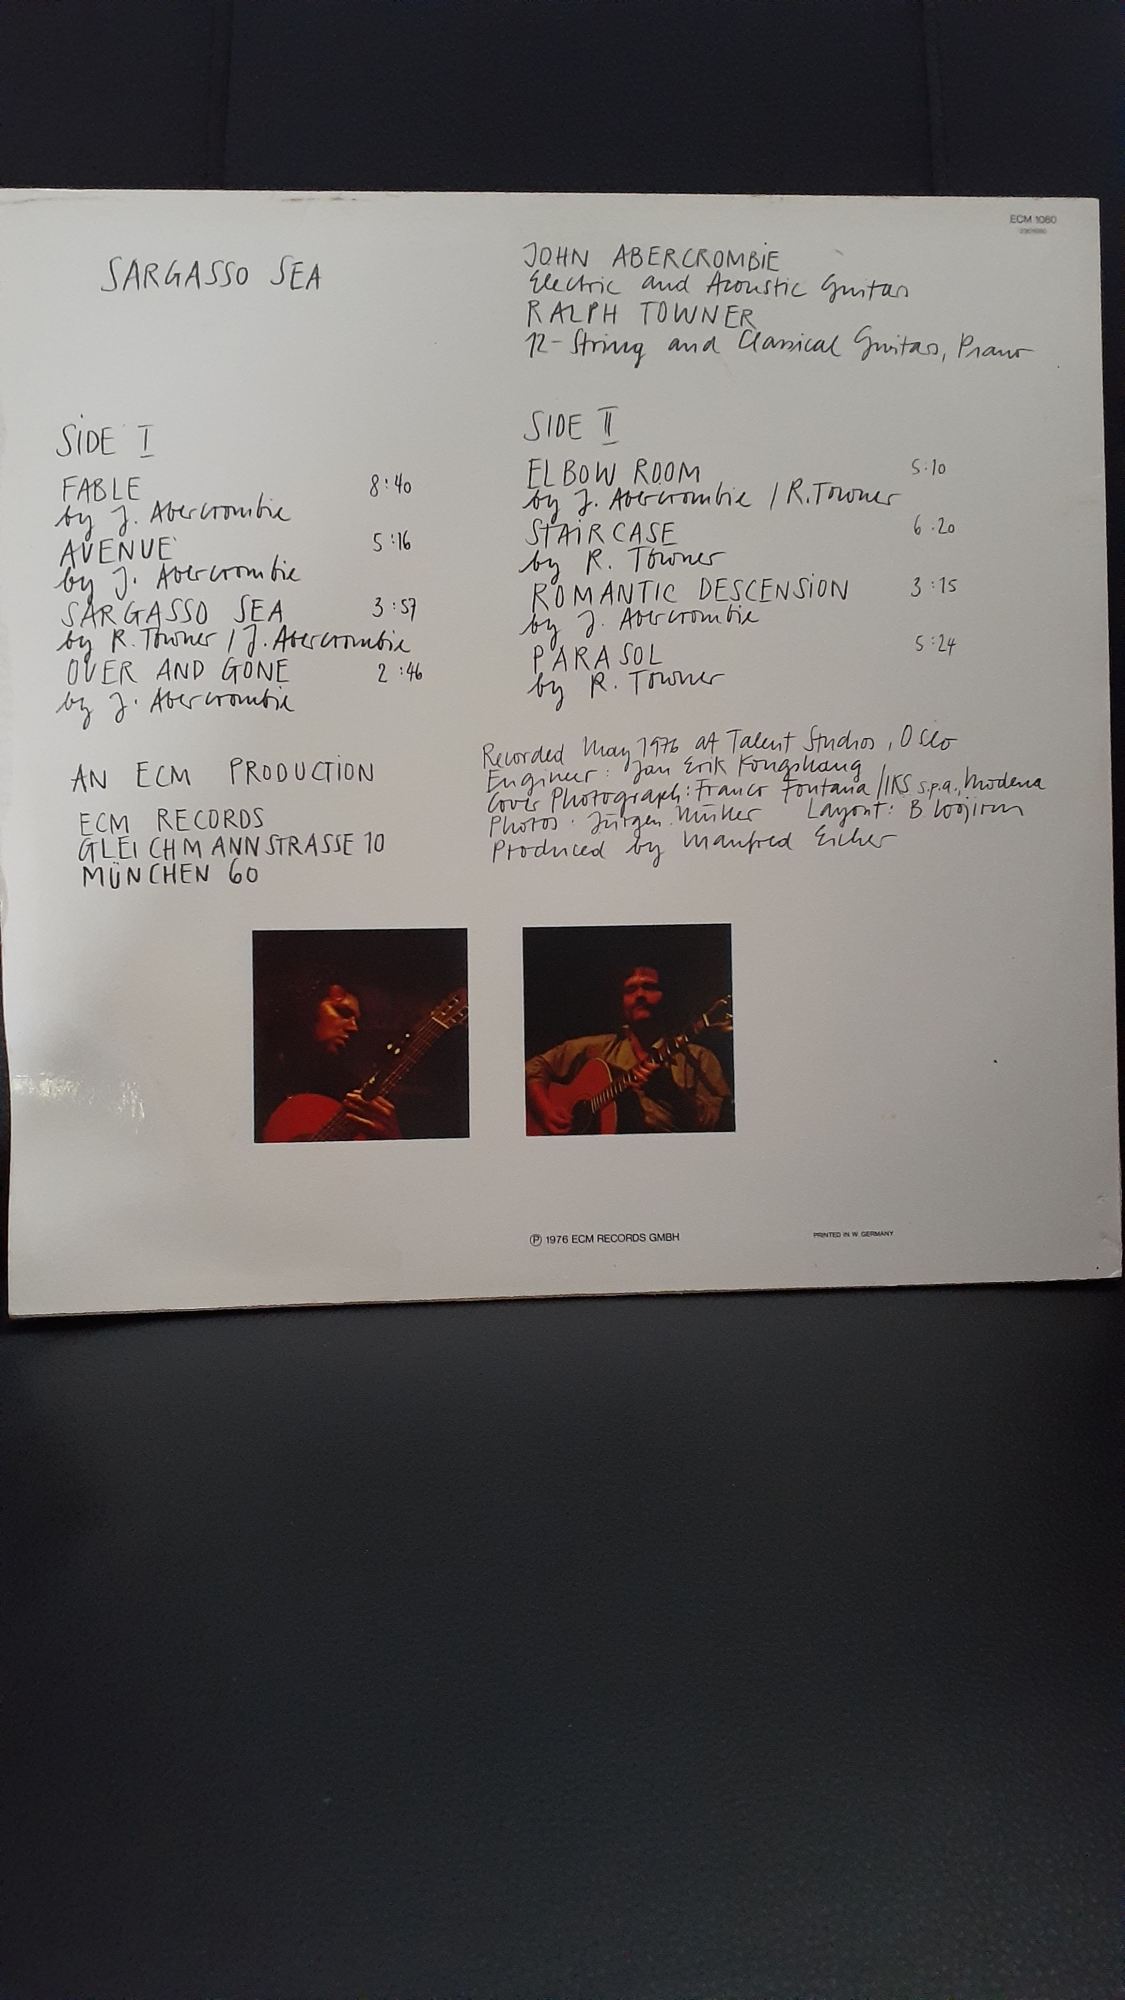 ECM 1080
SARGASSO SEA
JOHN ABERCROMBIE
Electric and Acoustic Guitar
RALPH TOWNER
12-String and Classical Guitar, Piano
SIDE I
FABLE 8:40
by J. Abercrombie
AVENUE 5:16
by J. Abercrombie
SARGASSO SEA 3:57
by R. Towner / J. Abercrombie
OVER AND GONE 2:46
by J. Abercrombie
SIDE II
ELBOW ROOM 5:10
by J. Abercrombie / R. Towner
STAIRCASE 6:20
by R. Towner
ROMANTIC DESCENSION 3:15
by J. Abercrombie
PARASOL 5:24
by R. Towner
AN ECM PRODUCTION
ECM RECORDS
GLEICHMANNSTRASSE 10
MÜNCHEN 60
Recorded May 1976 at Talent Studios, Oslo
Engineer: Jan Erik Kongshaug
Cover Photograph: Franco Fontana / IKS s.p.a., Modena
Photos: Jürgen Müller Layout: B. Wojirsch
Produced by Manfred Eicher
℗ 1976 ECM RECORDS GMBH
PRINTED IN W. GERMANY